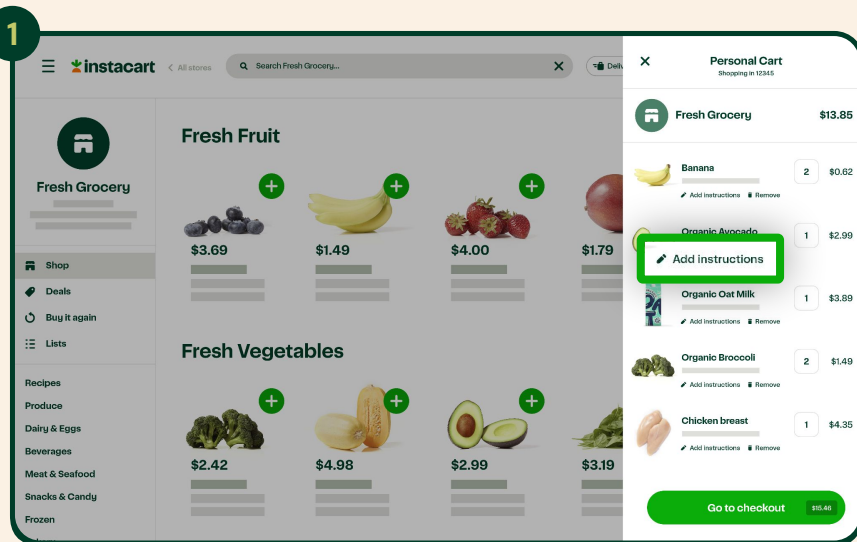 1
instacart
All stores
Search Fresh Grocery...
Fresh Grocery
Shop
Deals
Buy it again
Lists
Recipes
Produce
Dairy & Eggs
Beverages
Meat & Seafood
Snacks & Candy
Frozen
Fresh Fruit
$3.69
$1.49
$4.00
$1.79
Fresh Vegetables
$2.42
$4.98
$2.99
$3.19
Personal Cart
Shopping in 12345
Fresh Grocery $13.85
Banana 2 $0.62
Add instructions Remove
Organic Avocado 1 $2.99
Add instructions
Organic Oat Milk 1 $3.89
Add instructions Remove
Organic Broccoli 2 $1.49
Add instructions Remove
Chicken breast 1 $4.35
Add instructions Remove
Go to checkout $15.46